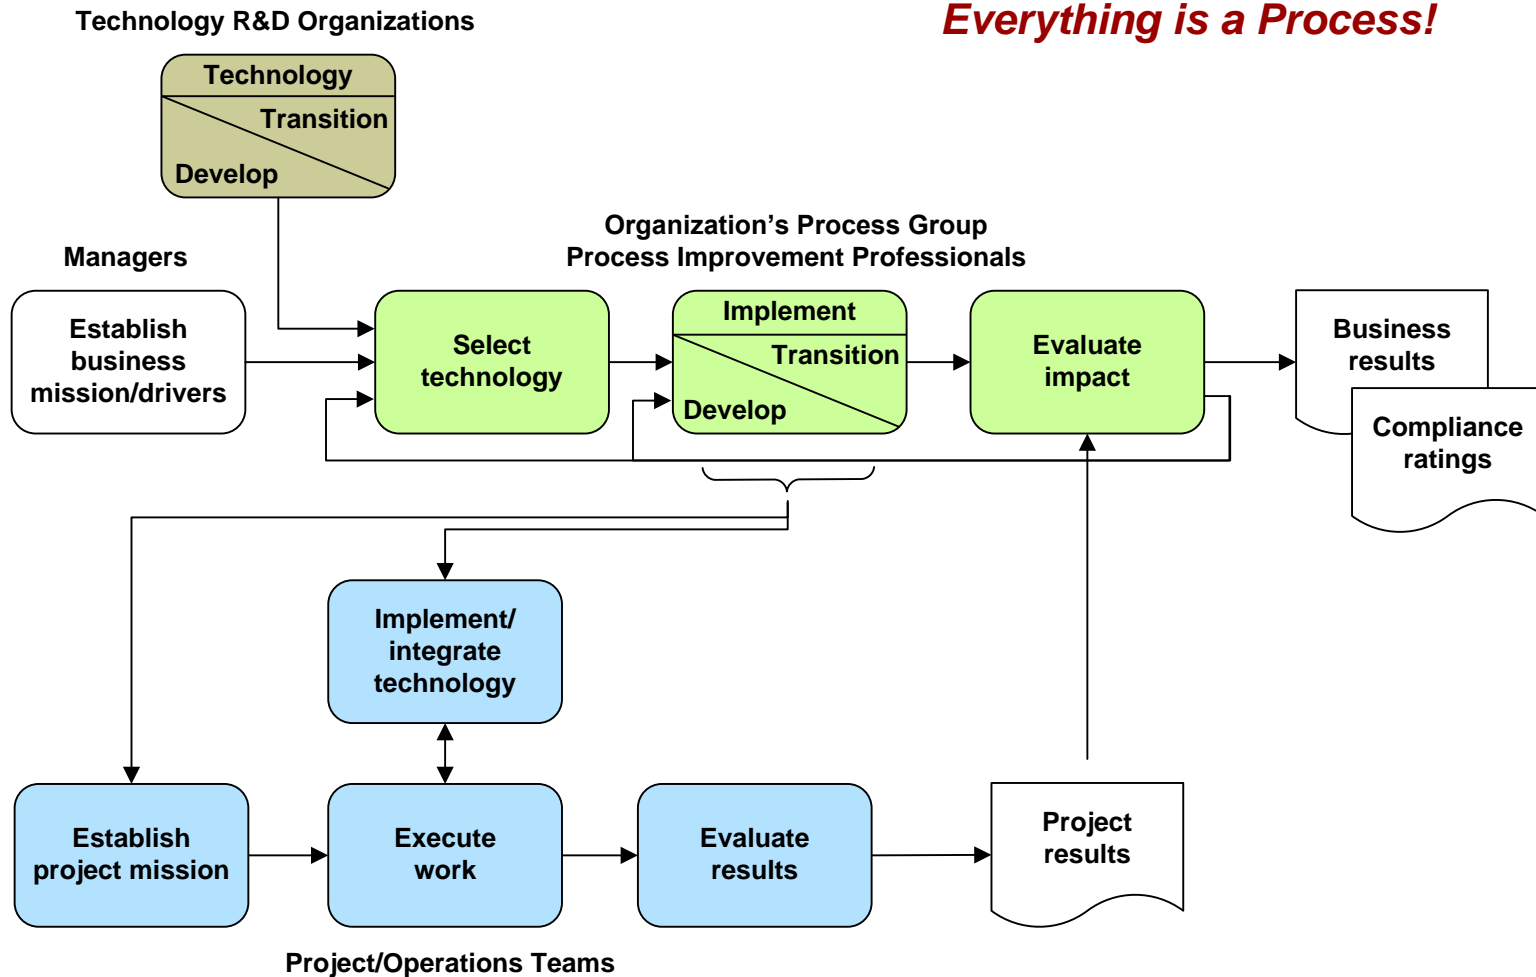 Technology R&D Organizations
Everything is a Process!
Technology
Transition
Develop
Organization’s Process Group
Process Improvement Professionals
Managers
Establish
business
mission/drivers
Select
technology
Implement
Transition
Develop
Evaluate
impact
Business
results
Compliance
ratings
Implement/
integrate
technology
Establish
project mission
Execute
work
Evaluate
results
Project
results
Project/Operations Teams